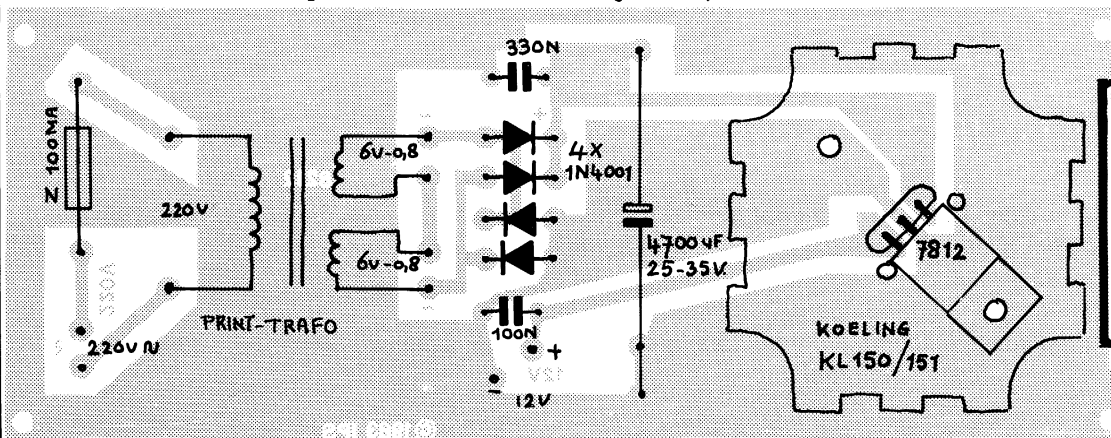 330N
Z 100MA
6V-0,8
4X
1N4001
220V
6V-0,8
4700uF
25-35V.
7812
PRINT-TRAFO
100N
KOELING
KL150/151
220V N
+
-
12V